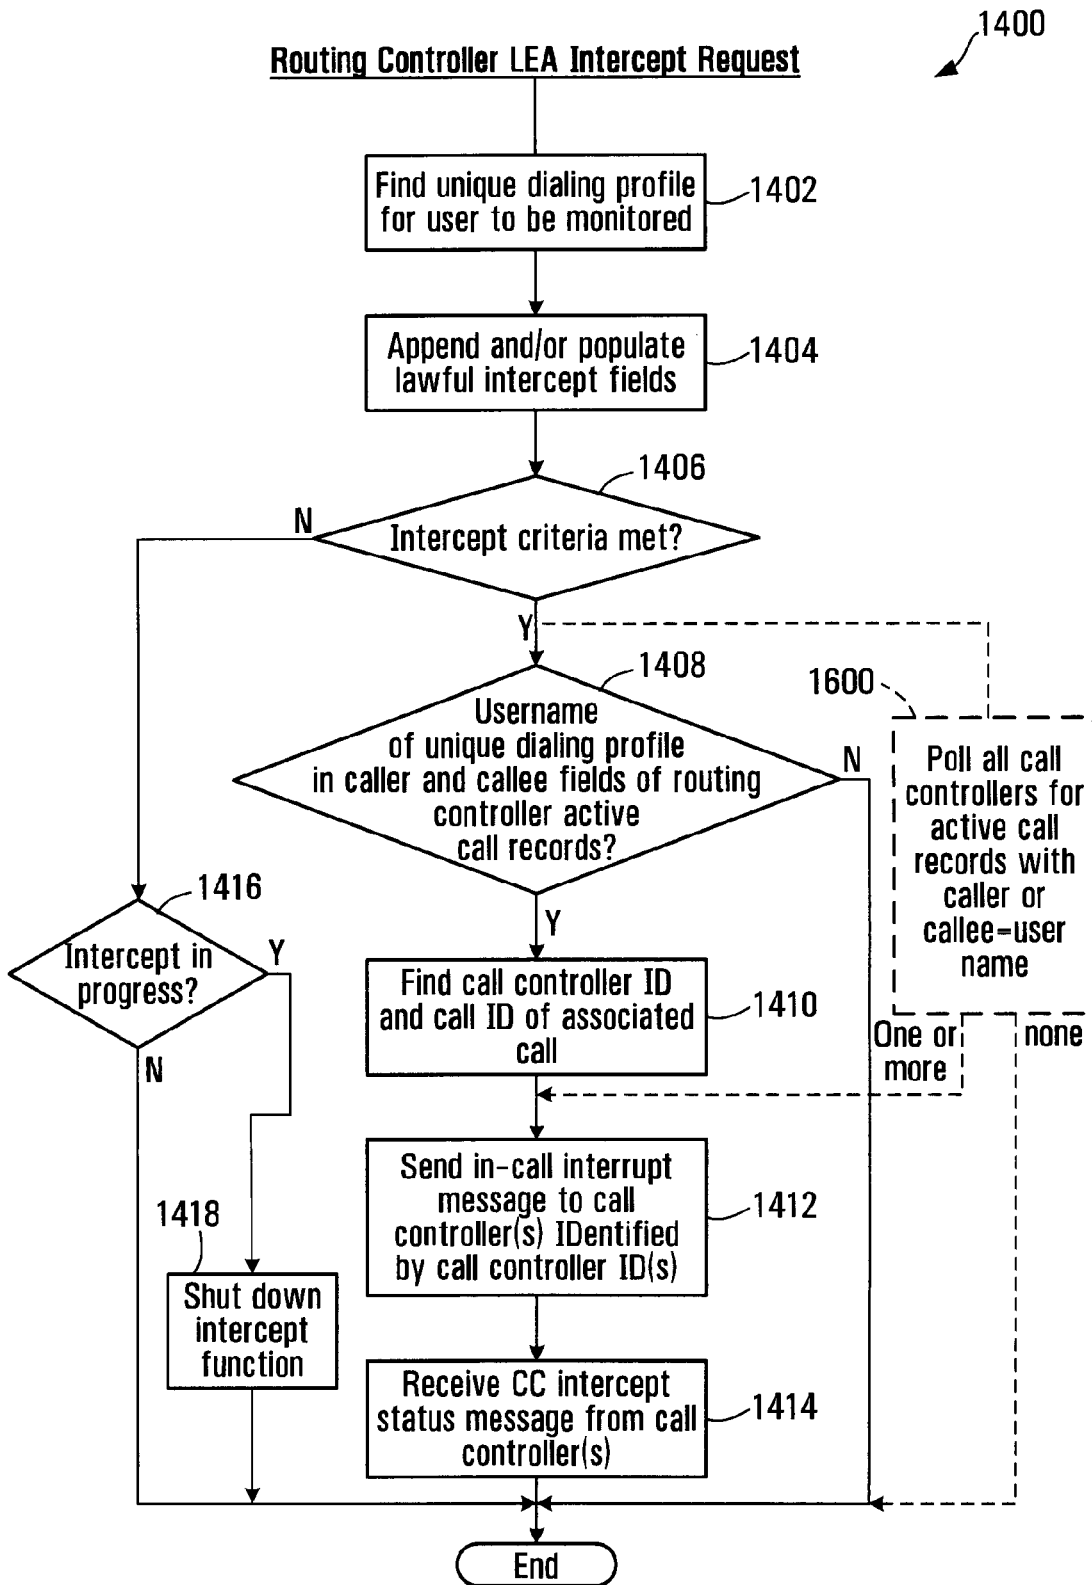 1400
Routing Controller LEA Intercept Request
Find unique dialing profile
for user to be monitored
1402
Append and/or populate
lawful intercept fields
1404
1406
N
Intercept criteria met?
Y
1408
Username
of unique dialing profile
in caller and callee fields of routing
controller active
call records?
N
1600
Poll all call
controllers for
active call
records with
caller or
callee=user
name
One or
more
none
Y
1416
Intercept in
progress?
Y
N
Find call controller ID
and call ID of associated
call
1410
Send in-call interrupt
message to call
controller(s) IDentified
by call controller ID(s)
1412
1418
Shut down
intercept
function
Receive CC intercept
status message from call
controller(s)
1414
End